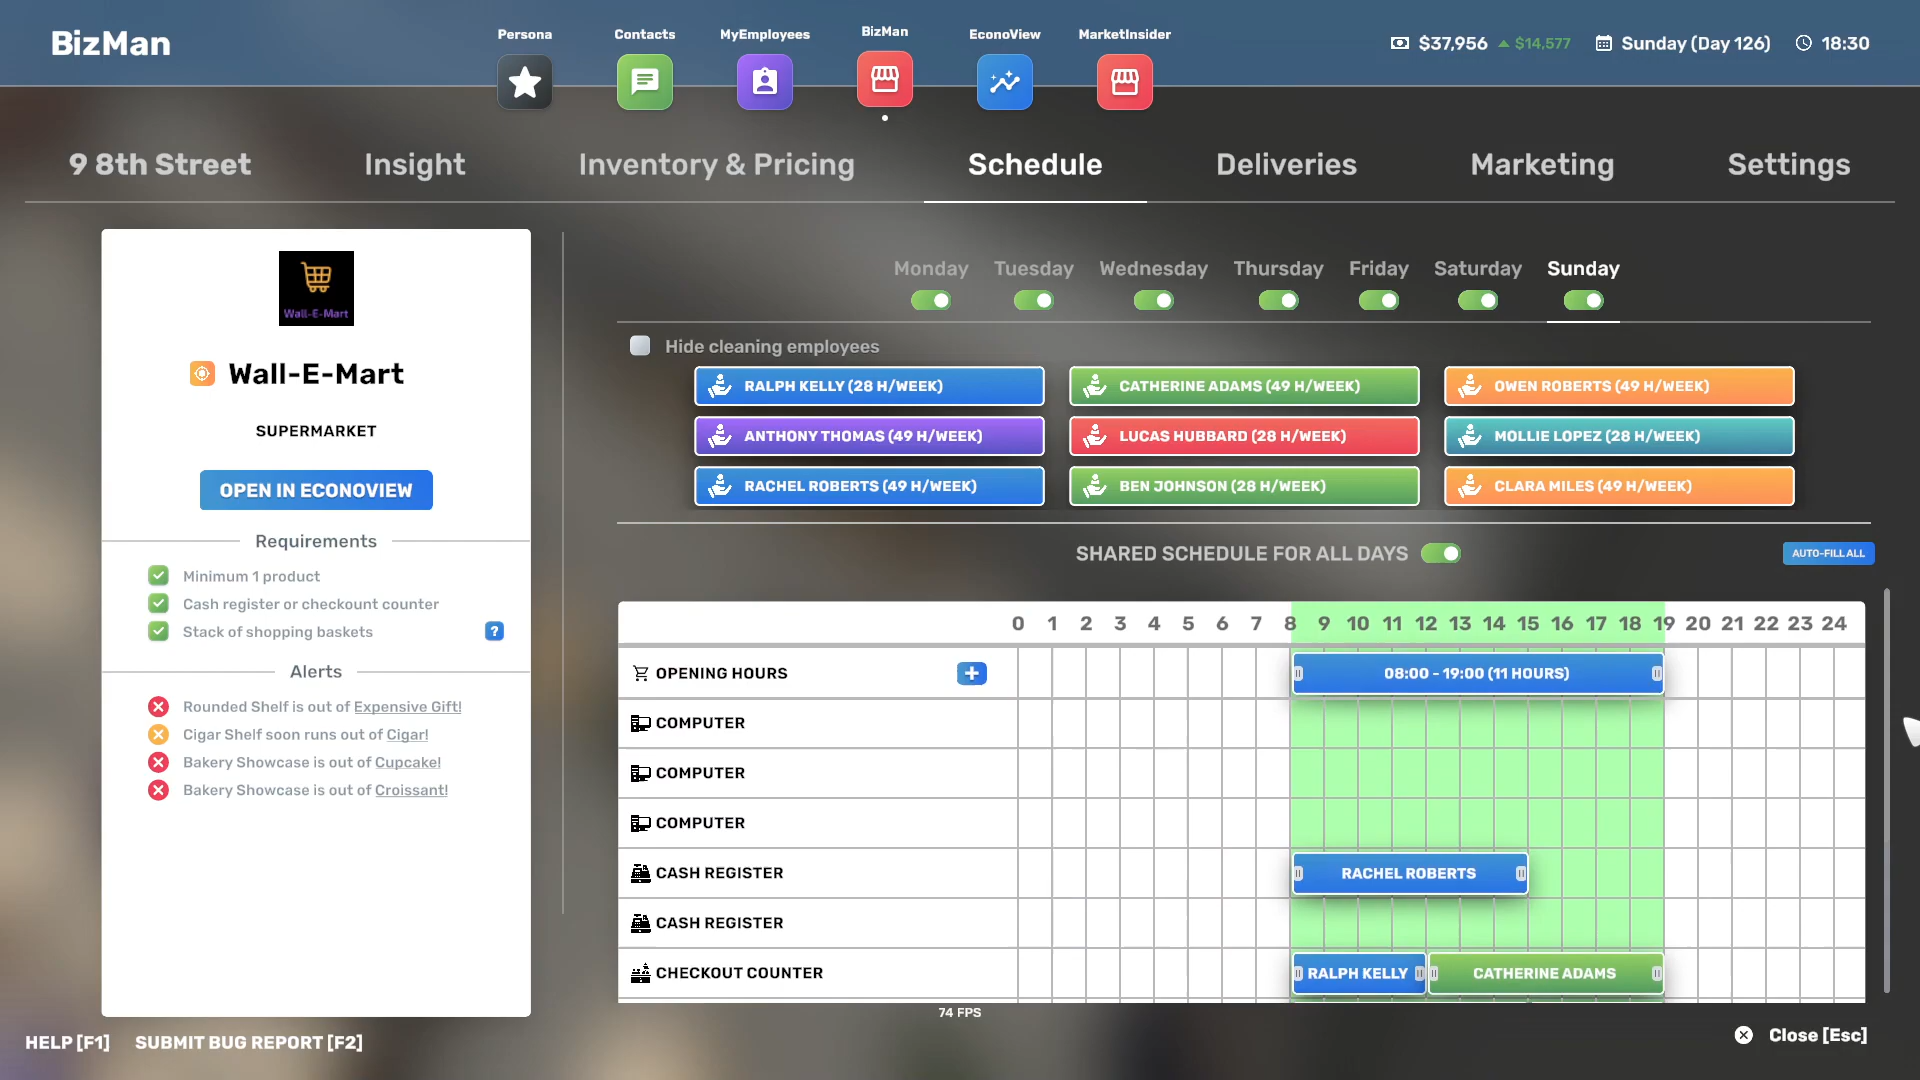 BizMan
Persona
Contacts
MyEmployees
BizMan
EconoView
MarketInsider
$37,956 $14,577 Sunday (Day 126) 18:30
9 8th Street
Insight
Inventory & Pricing
Schedule
Deliveries
Marketing
Settings
Wall-E-Mart
Wall-E-Mart
SUPERMARKET
OPEN IN ECONOVIEW
Requirements
Minimum 1 product
Cash register or checkount counter
Stack of shopping baskets
?
Alerts
Rounded Shelf is out of Expensive Gift!
Cigar Shelf soon runs out of Cigar!
Bakery Showcase is out of Cupcake!
Bakery Showcase is out of Croissant!
Monday Tuesday Wednesday Thursday Friday Saturday Sunday
Hide cleaning employees
RALPH KELLY (28 H/WEEK)
CATHERINE ADAMS (49 H/WEEK)
OWEN ROBERTS (49 H/WEEK)
ANTHONY THOMAS (49 H/WEEK)
LUCAS HUBBARD (28 H/WEEK)
MOLLIE LOPEZ (28 H/WEEK)
RACHEL ROBERTS (49 H/WEEK)
BEN JOHNSON (28 H/WEEK)
CLARA MILES (49 H/WEEK)
SHARED SCHEDULE FOR ALL DAYS
AUTO-FILL ALL
0 1 2 3 4 5 6 7 8 9 10 11 12 13 14 15 16 17 18 19 20 21 22 23 24
OPENING HOURS
08:00 - 19:00 (11 HOURS)
COMPUTER
COMPUTER
COMPUTER
CASH REGISTER
RACHEL ROBERTS
CASH REGISTER
CHECKOUT COUNTER
RALPH KELLY
CATHERINE ADAMS
74 FPS
HELP [F1]
SUBMIT BUG REPORT [F2]
Close [Esc]